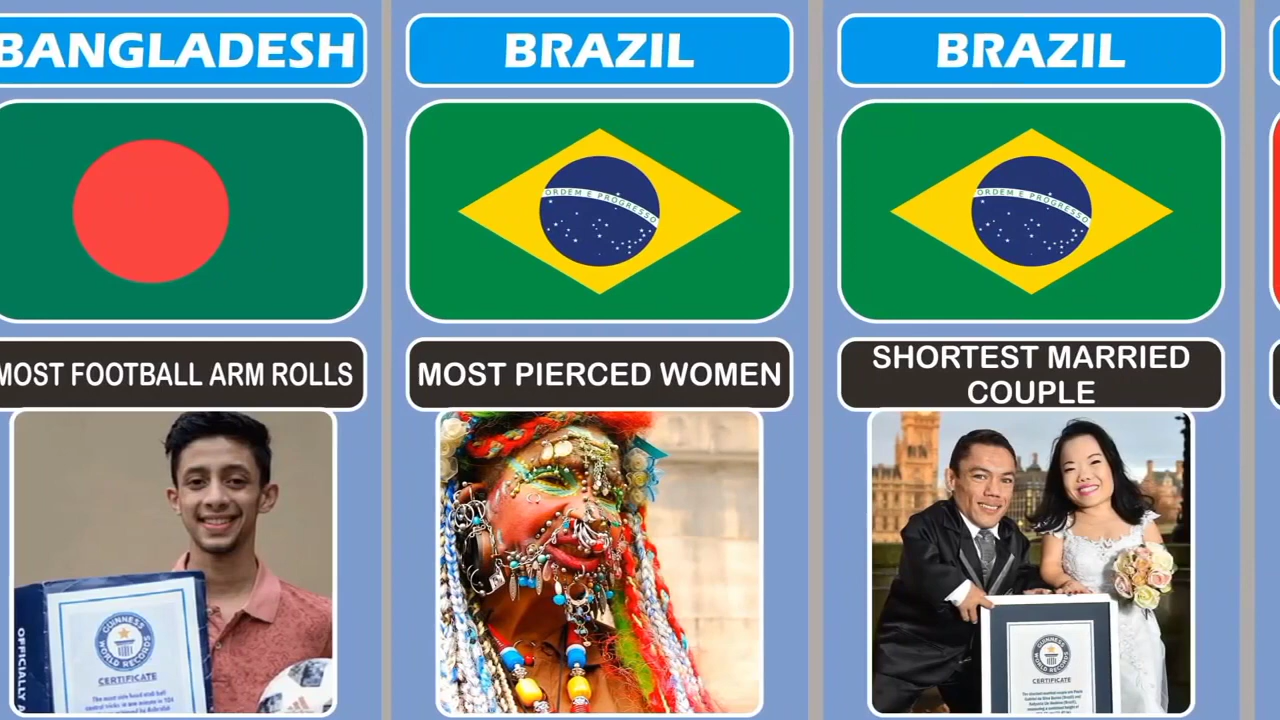 BANGLADESH
BRAZIL
BRAZIL
ORDEM E PROGRESSO
ORDEM E PROGRESSO
MOST FOOTBALL ARM ROLLS
MOST PIERCED WOMEN
SHORTEST MARRIED
COUPLE
OFFICIALLY A
GUINNESS
WORLD RECORDS
CERTIFICATE
GUINNESS
WORLD RECORDS
CERTIFICATE